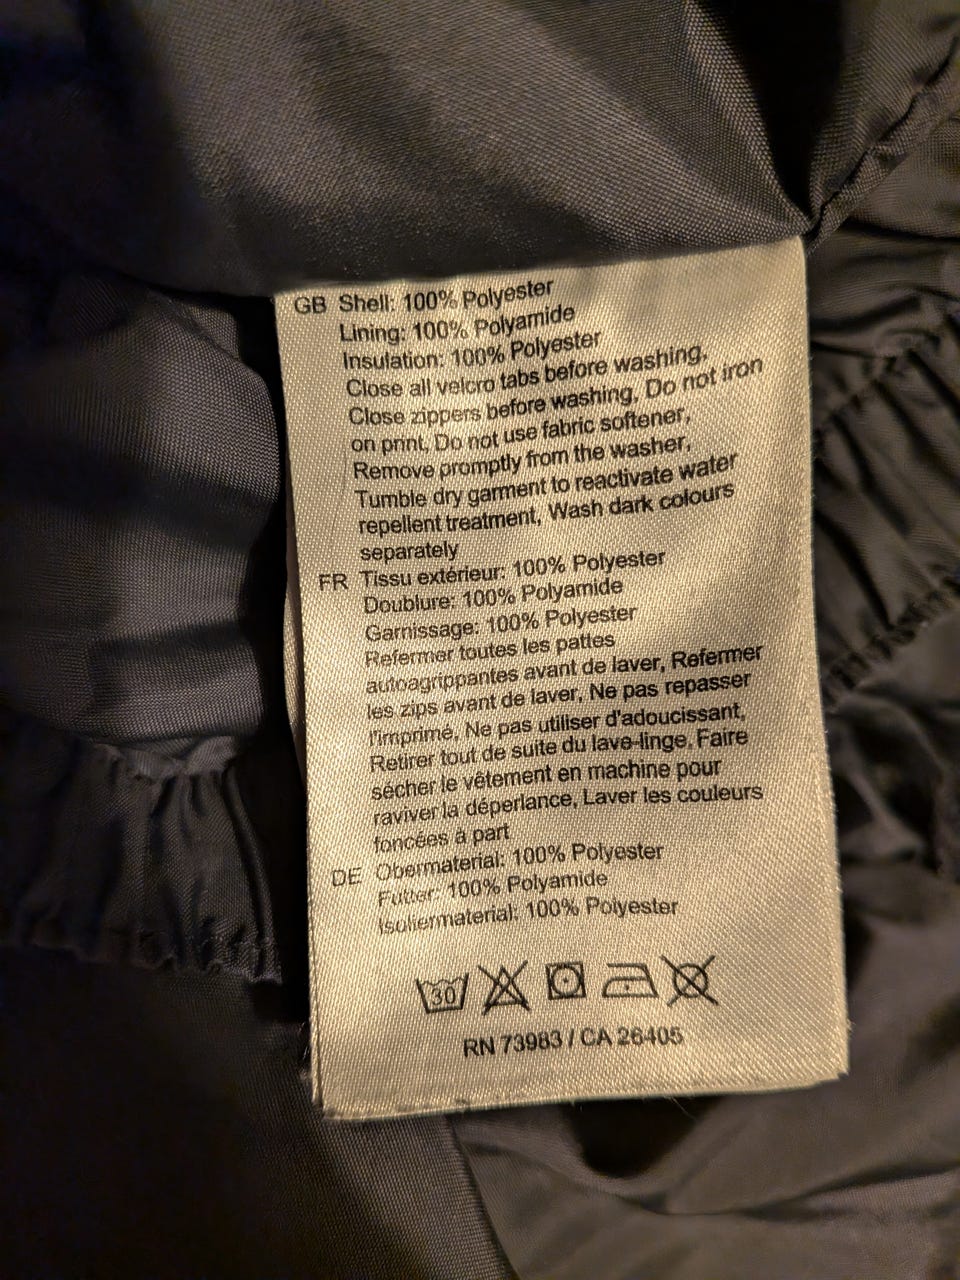 GB Shell: 100% Polyester
Lining: 100% Polyamide
Insulation: 100% Polyester
Close all velcro tabs before washing,
Close zippers before washing, Do not iron
on print, Do not use fabric softener,
Remove promptly from the washer,
Tumble dry garment to reactivate water
repellent treatment, Wash dark colours
separately
FR Tissu extérieur: 100% Polyester
Doublure: 100% Polyamide
Garnissage: 100% Polyester
Refermer toutes les pattes
autoagrippantes avant de laver, Refermer
les zips avant de laver, Ne pas repasser
l'imprimé, Ne pas utiliser d'adoucissant,
Retirer tout de suite du lave-linge, Faire
sécher le vêtement en machine pour
raviver la déperlance, Laver les couleurs
foncées à part
DE Obermaterial: 100% Polyester
Futter: 100% Polyamide
Isoliermaterial: 100% Polyester
30
RN 73983 / CA 26405